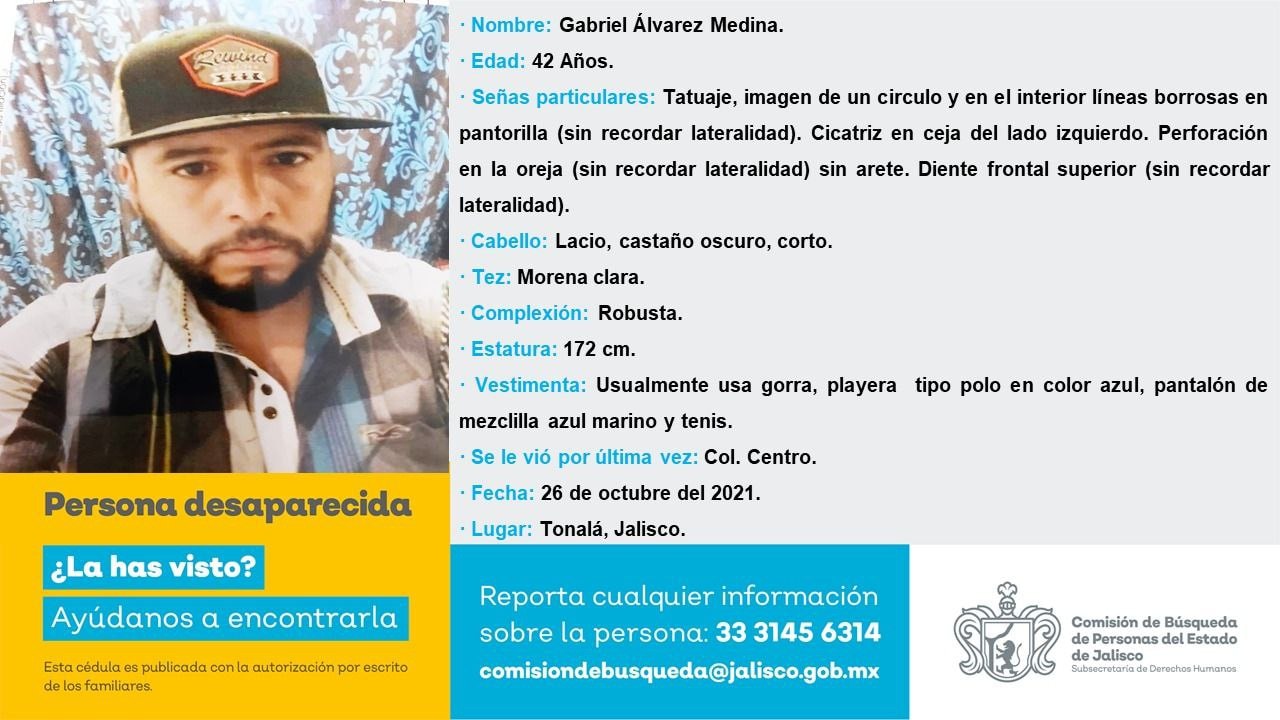 Rewind
· Nombre: Gabriel Álvarez Medina.
· Edad: 42 Años.
· Señas particulares: Tatuaje, imagen de un circulo y en el interior líneas borrosas en
pantorilla (sin recordar lateralidad). Cicatriz en ceja del lado izquierdo. Perforación
en la oreja (sin recordar lateralidad) sin arete. Diente frontal superior (sin recordar
lateralidad).
· Cabello: Lacio, castaño oscuro, corto.
· Tez: Morena clara.
· Complexión: Robusta.
· Estatura: 172 cm.
· Vestimenta: Usualmente usa gorra, playera tipo polo en color azul, pantalón de
mezclilla azul marino y tenis.
· Se le vió por última vez: Col. Centro.
· Fecha: 26 de octubre del 2021.
· Lugar: Tonalá, Jalisco.
Persona desaparecida
¿La has visto?
Ayúdanos a encontrarla
Esta cédula es publicada con la autorización por escrito
de los familiares.
Reporta cualquier información
sobre la persona: 33 3145 6314
comisiondebusqueda@jalisco.gob.mx
Comisión de Búsqueda
de Personas del Estado
de Jalisco
Subsecretaría de Derechos Humanos